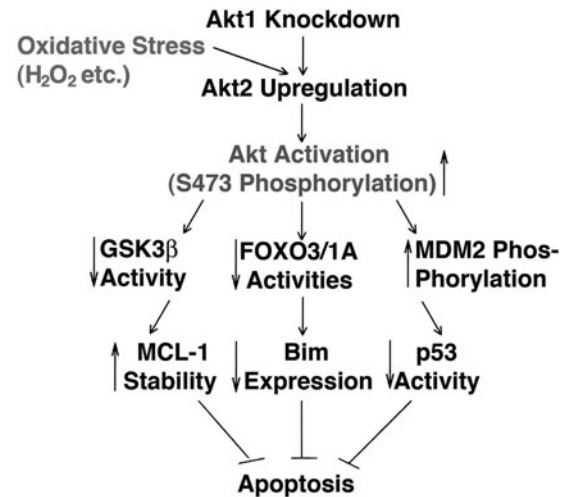 Akt1 Knockdown
Oxidative Stress
(H₂O₂ etc.)
Akt2 Upregulation
Akt Activation
(S473 Phosphorylation)
GSK3β
Activity
FOXO3/1A
Activities
MDM2 Phos-
Phorylation
MCL-1
Stability
Bim
Expression
p53
Activity
Apoptosis